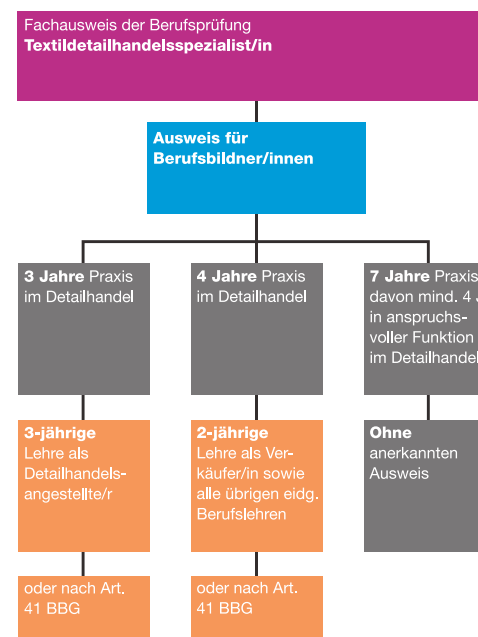 Fachausweis der Berufsprüfung
Textildetailhandelsspezialist/in
Ausweis für
Berufsbildner/innen
3 Jahre Praxis
im Detailhandel
4 Jahre Praxis
im Detailhandel
7 Jahre Praxis
davon mind. 4 J
in anspruchs-
voller Funktion
im Detailhandel
3-jährige
Lehre als
Detailhandels-
angestellte/r
2-jährige
Lehre als Ver-
käufer/in sowie
alle übrigen eidg.
Berufslehren
Ohne
anerkannten
Ausweis
oder nach Art.
41 BBG
oder nach Art.
41 BBG